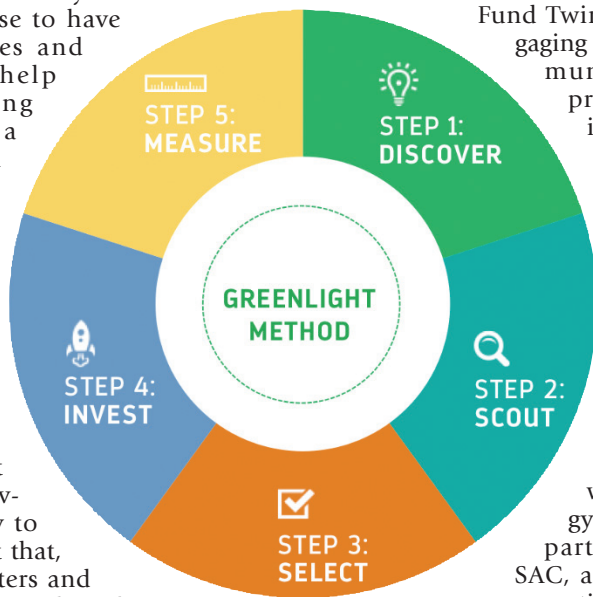 se to have
es and
help
ng
a
Fund Twin
gaging
mun
pr
i
STEP 1:
DISCOVER
STEP 2:
SCOUT
STEP 3:
SELECT
STEP 4:
INVEST
STEP 5:
MEASURE
GREENLIGHT
METHOD
to
that,
ters and
gy
part
SAC, a